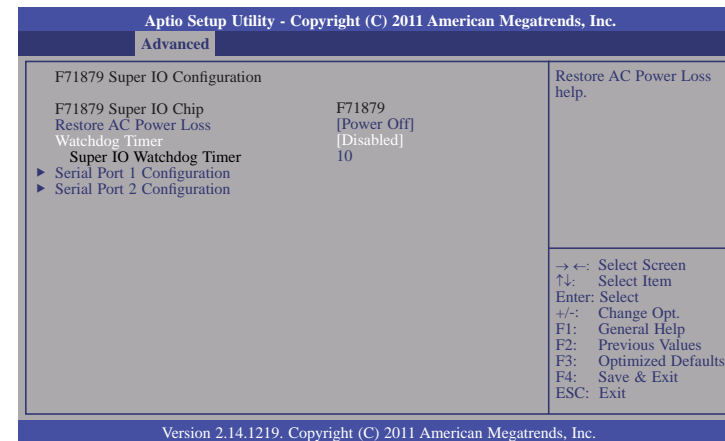 Aptio Setup Utility - Copyright (C) 2011 American Megatrends, Inc.
Advanced
F71879 Super IO Configuration
F71879 Super IO Chip F71879
Restore AC Power Loss [Power Off]
Watchdog Timer [Disabled]
Super IO Watchdog Timer 10
▶ Serial Port 1 Configuration
▶ Serial Port 2 Configuration
Restore AC Power Loss
help.
→←: Select Screen
↑↓: Select Item
Enter: Select
+/-: Change Opt.
F1: General Help
F2: Previous Values
F3: Optimized Defaults
F4: Save & Exit
ESC: Exit
Version 2.14.1219. Copyright (C) 2011 American Megatrends, Inc.